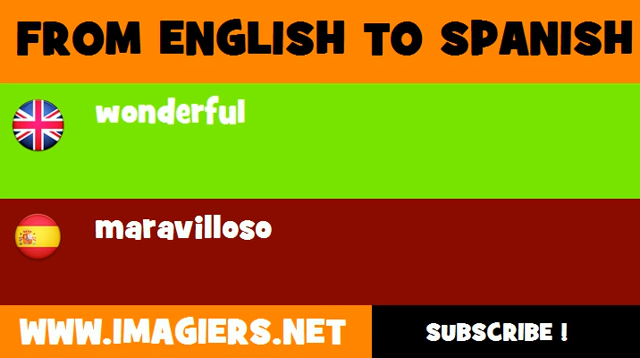 FROM ENGLISH TO SPANISH
wonderful
maravilloso
WWW.IMAGIERS.NET
SUBSCRIBE !